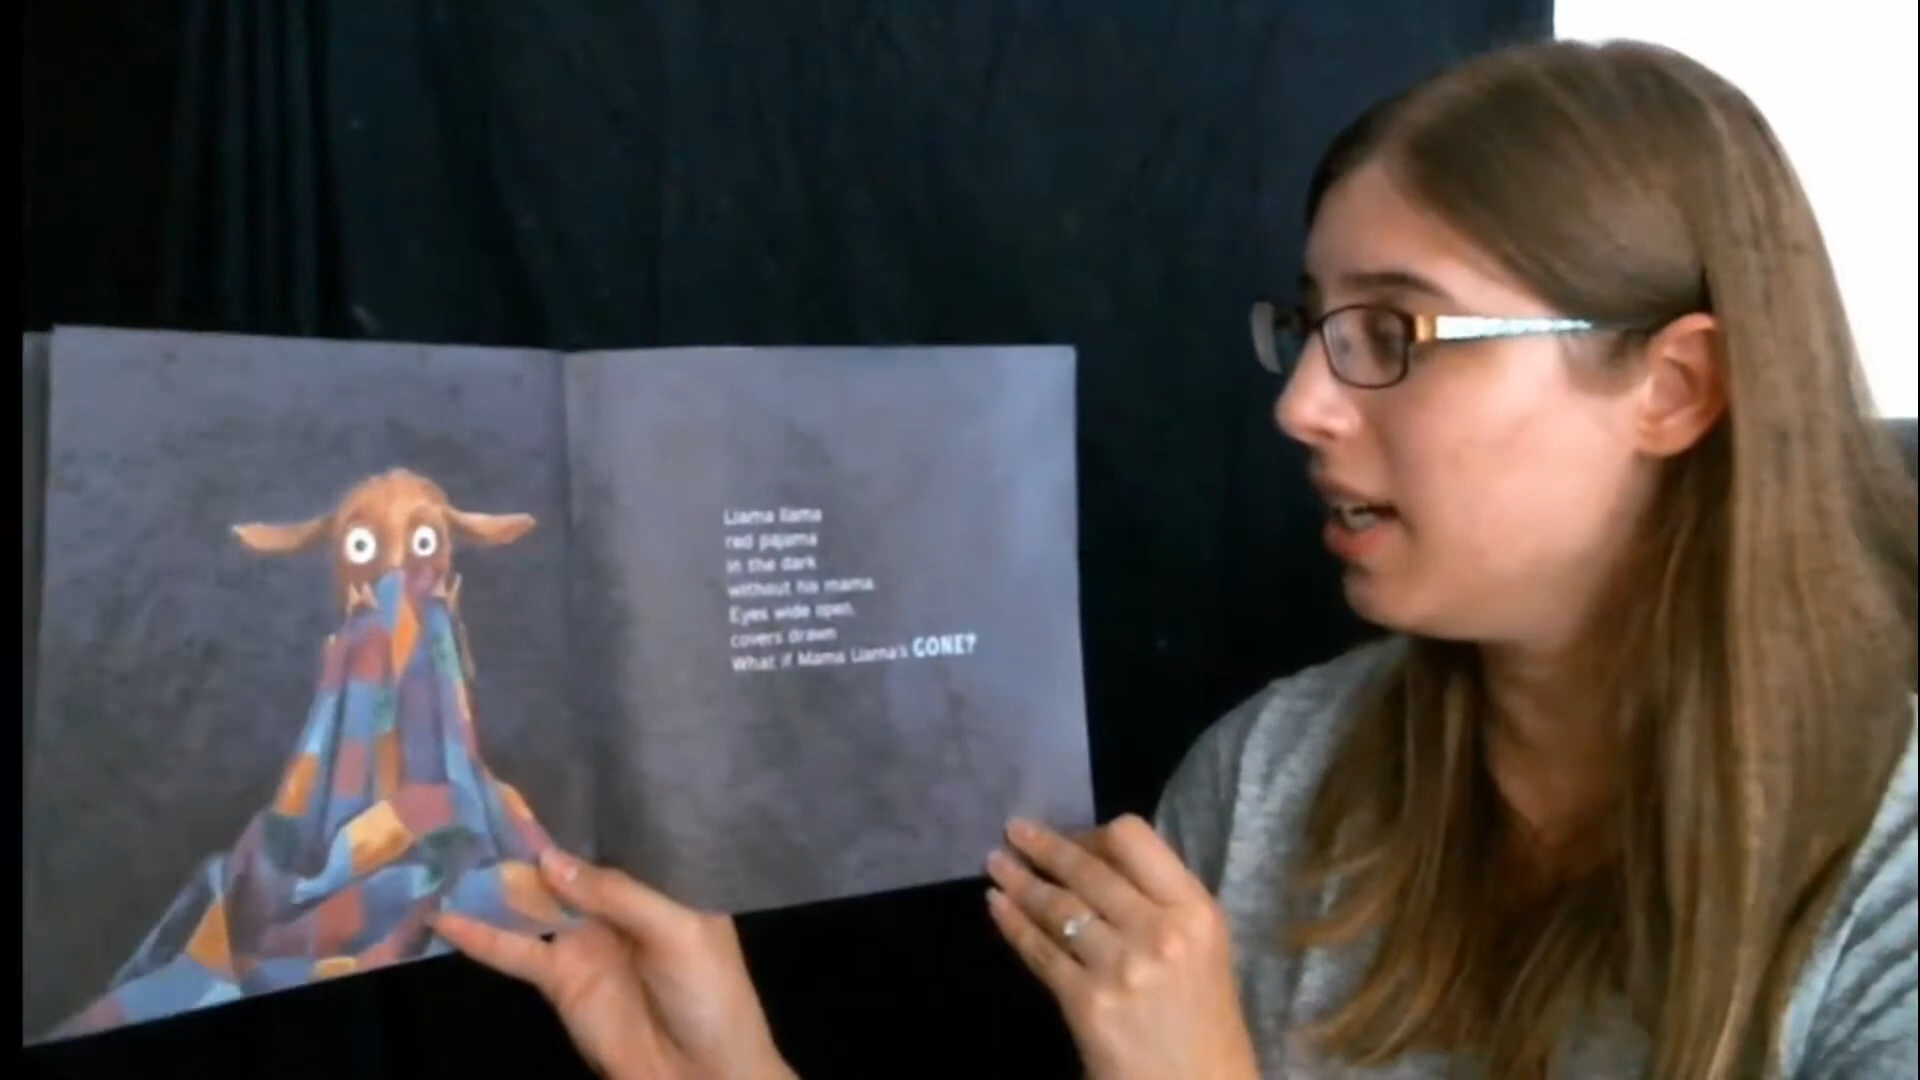 Llama llama
red pajama
in the dark
without his mama.
Eyes wide open,
covers drawn . . .
What if Mama Llama's GONE?